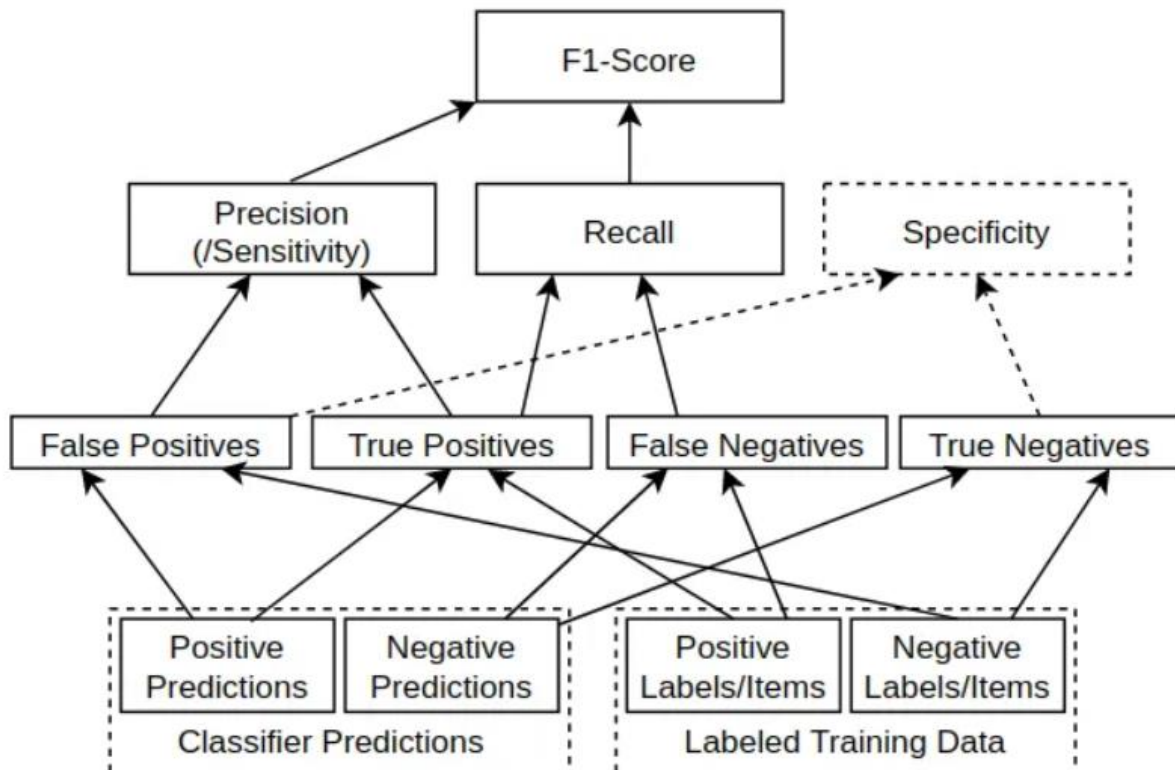 F1-Score
Precision
(/Sensitivity)
Recall
Specificity
False Positives
True Positives
False Negatives
True Negatives
Positive
Predictions
Negative
Predictions
Positive
Labels/Items
Negative
Labels/Items
Classifier Predictions
Labeled Training Data